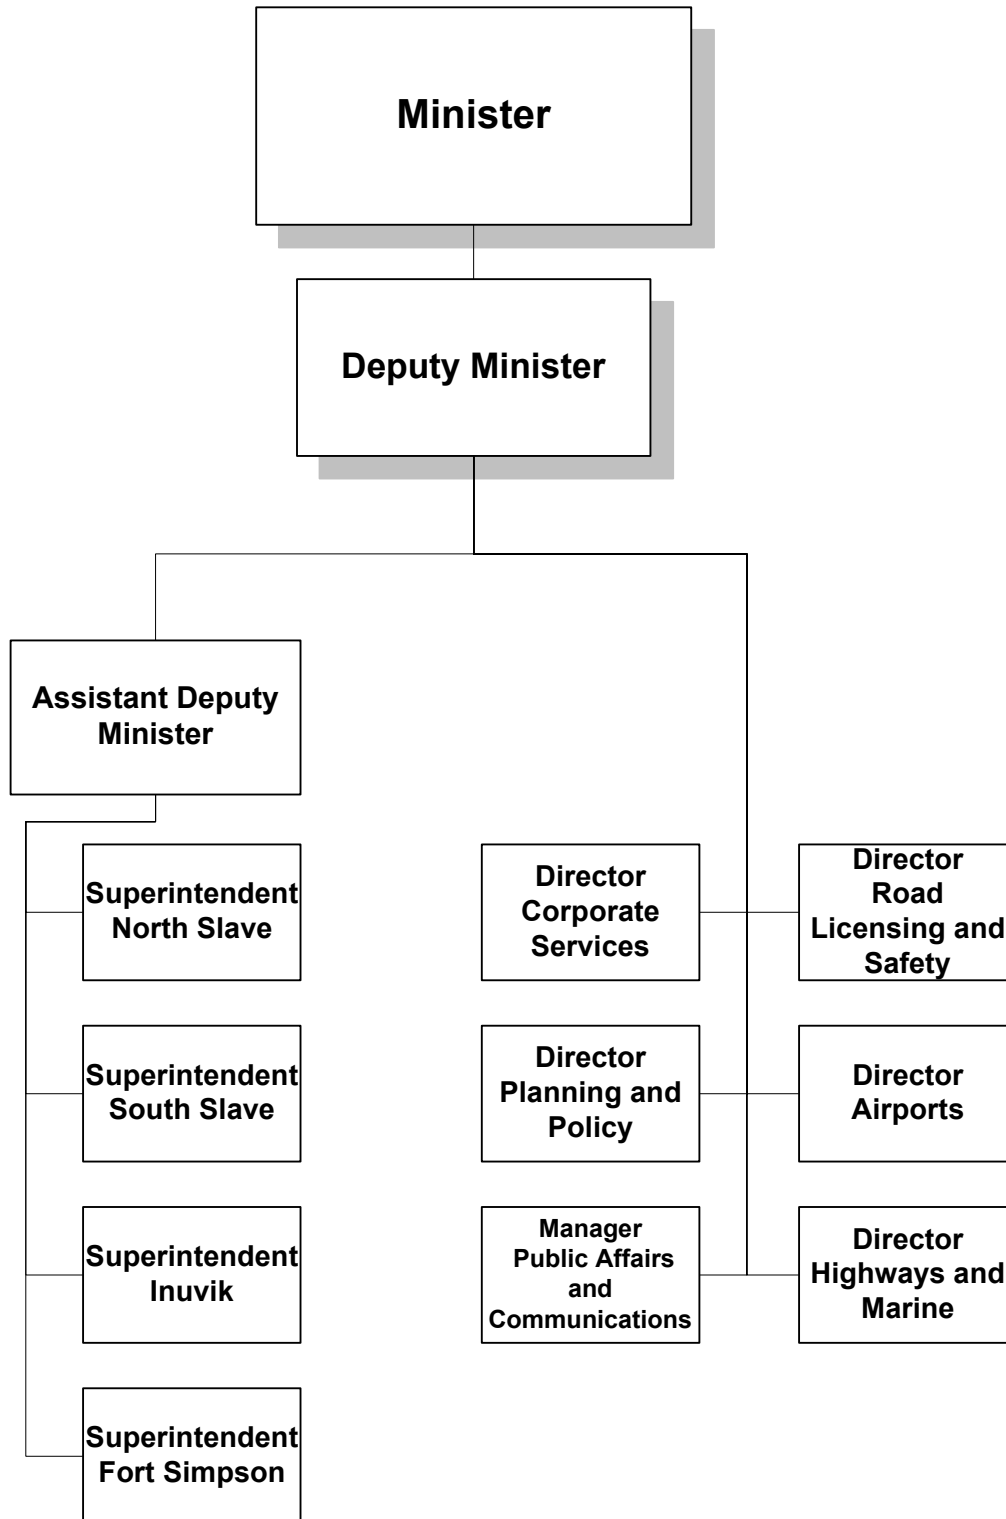 Minister
Deputy Minister
Assistant Deputy
Minister
Superintendent
North Slave
Superintendent
South Slave
Superintendent
Inuvik
Superintendent
Fort Simpson
Director
Corporate
Services
Director
Planning and
Policy
Manager
Public Affairs
and
Communications
Director
Road
Licensing and
Safety
Director
Airports
Director
Highways and
Marine